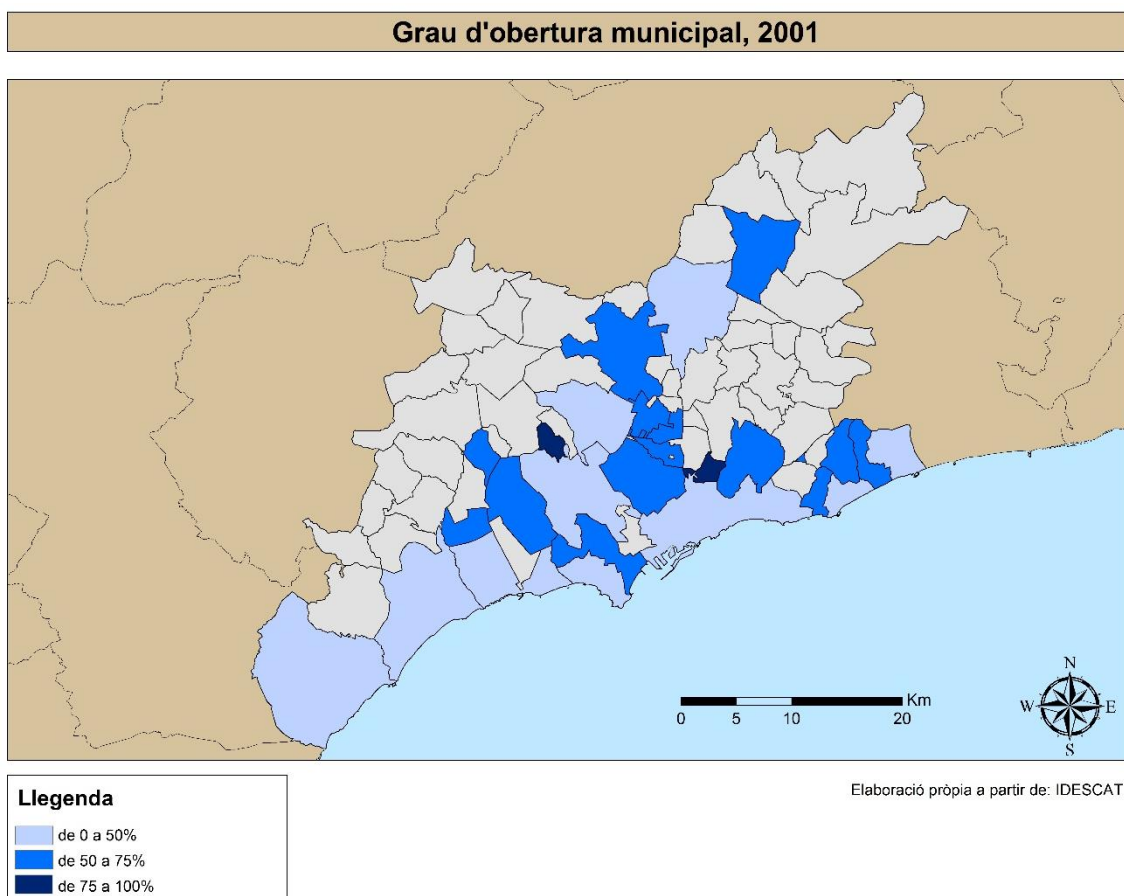 Grau d'obertura municipal, 2001
N
W E
S
Km
0 5 10 20
Elaboració pròpia a partir de: IDESCAT
Llegenda
de 0 a 50%
de 50 a 75%
de 75 a 100%